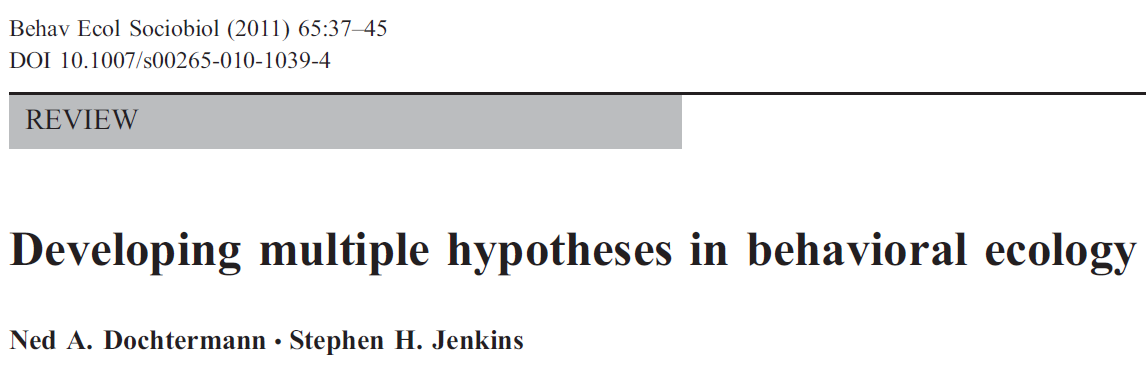 Behav Ecol Sociobiol (2011) 65:37–45
DOI 10.1007/s00265-010-1039-4
REVIEW
Developing multiple hypotheses in behavioral ecology
Ned A. Dochtermann · Stephen H. Jenkins